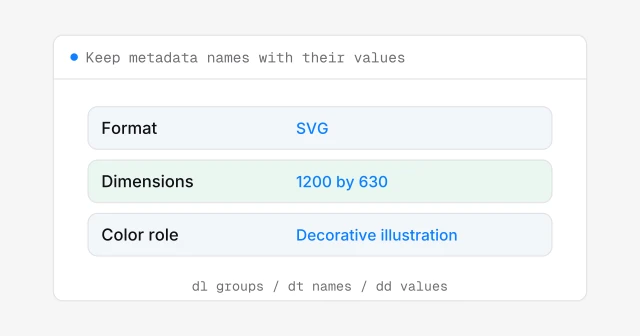 Keep metadata names with their values
Format SVG
Dimensions 1200 by 630
Color role Decorative illustration
dl groups / dt names / dd values